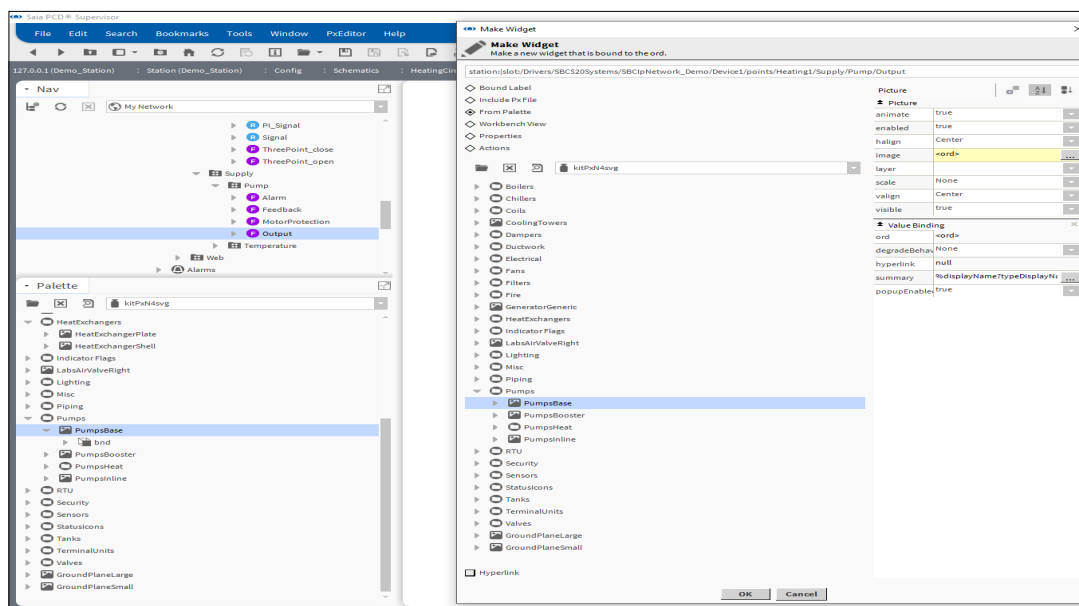 Saia PCD® Supervisor
File Edit Search Bookmarks Tools Window PxEditor Help
127.0.0.1 (Demo_Station) : Station (Demo_Station) : Config : Schematics : HeatingCir
Nav
My Network
PI_Signal
Signal
ThreePoint_close
ThreePoint_open
Supply
Pump
Alarm
Feedback
MotorProtection
Output
Temperature
Web
Alarms
Palette
kitPxN4svg
HeatExchangers
HeatExchangerPlate
HeatExchangerShell
Indicator Flags
LabsAirValveRight
Lighting
Misc
Piping
Pumps
PumpsBase
bnd
PumpsBooster
PumpsHeat
PumpsInline
RTU
Security
Sensors
StatusIcons
Tanks
TerminalUnits
Valves
GroundPlaneLarge
GroundPlaneSmall
Make Widget
Make Widget
Make a new widget that is bound to the ord.
station:|slot:/Drivers/SBCS20Systems/SBCIpNetwork_Demo/Device1/points/Heating1/Supply/Pump/Output
Bound Label
Include Px File
From Palette
Workbench View
Properties
Actions
kitPxN4svg
Boilers
Chillers
Coils
CoolingTowers
Dampers
Ductwork
Electrical
Fans
Filters
Fire
GeneratorGeneric
HeatExchangers
Indicator Flags
LabsAirValveRight
Lighting
Misc
Piping
Pumps
PumpsBase
PumpsBooster
PumpsHeat
PumpsInline
RTU
Security
Sensors
StatusIcons
Tanks
TerminalUnits
Valves
GroundPlaneLarge
GroundPlaneSmall
Hyperlink
Picture
Picture
animate true
enabled true
halign Center
image <ord> ...
layer
scale None
valign Center
visible true
Value Binding
ord <ord>
degradeBehav None
hyperlink null
summary %displayName?typeDisplayNa ...
popupEnable true
OK Cancel